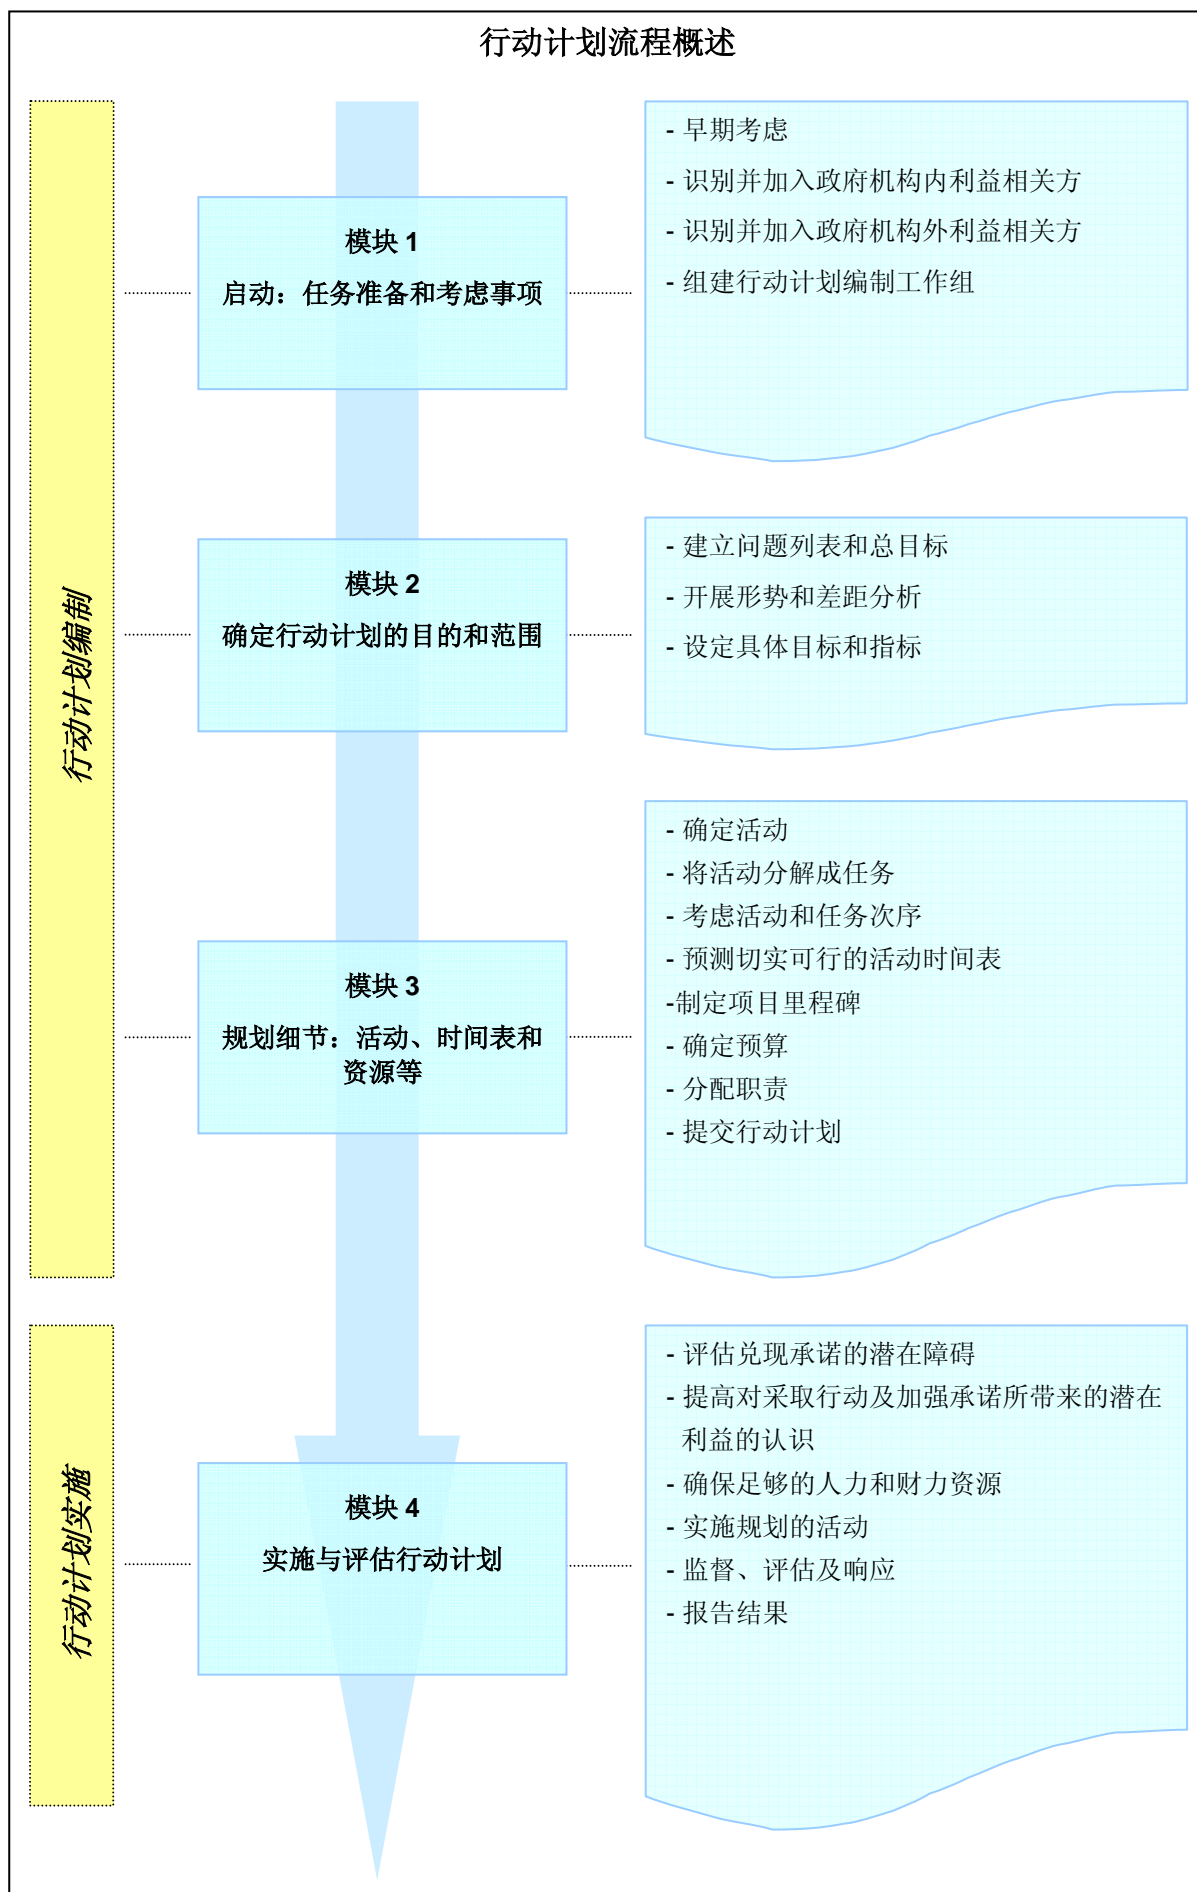 行动计划流程概述
行动计划编制
模块 1
启动：任务准备和考虑事项
- 早期考虑
- 识别并加入政府机构内利益相关方
- 识别并加入政府机构外利益相关方
- 组建行动计划编制工作组
模块 2
确定行动计划的目的和范围
- 建立问题列表和总目标
- 开展形势和差距分析
- 设定具体目标和指标
模块 3
规划细节：活动、时间表和
资源等
- 确定活动
- 将活动分解成任务
- 考虑活动和任务次序
- 预测切实可行的活动时间表
-制定项目里程碑
- 确定预算
- 分配职责
- 提交行动计划
行动计划实施
模块 4
实施与评估行动计划
- 评估兑现承诺的潜在障碍
- 提高对采取行动及加强承诺所带来的潜在
利益的认识
- 确保足够的人力和财力资源
- 实施规划的活动
- 监督、评估及响应
- 报告结果